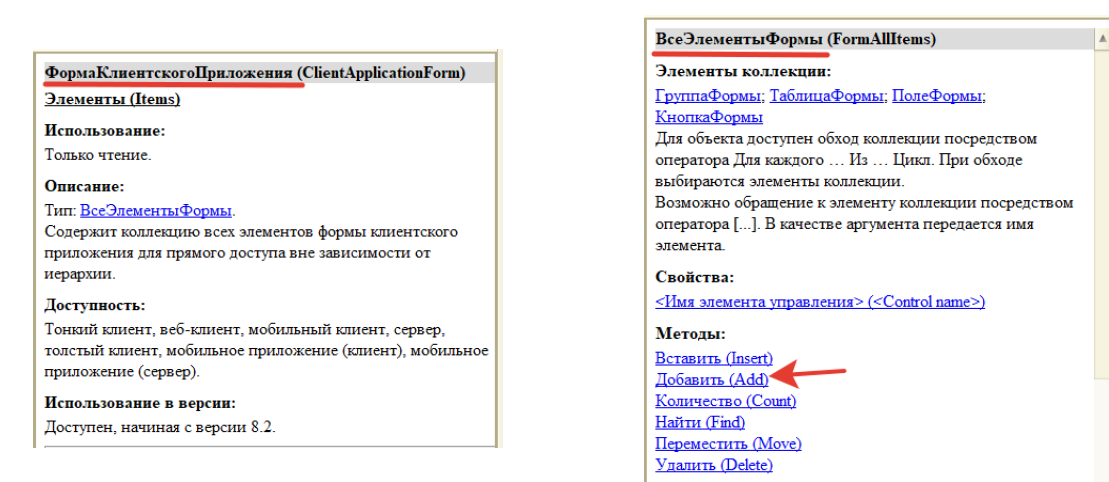 ФормаКлиентскогоПриложения (ClientApplicationForm)
Элементы (Items)
Использование:
Только чтение.
Описание:
Тип: ВсеЭлементыФормы.
Содержит коллекцию всех элементов формы клиентского
приложения для прямого доступа вне зависимости от
иерархии.
Доступность:
Тонкий клиент, веб-клиент, мобильный клиент, сервер,
толстый клиент, мобильное приложение (клиент), мобильное
приложение (сервер).
Использование в версии:
Доступен, начиная с версии 8.2.
ВсеЭлементыФормы (FormAllItems)
Элементы коллекции:
ГруппаФормы; ТаблицаФормы; ПолеФормы;
КнопкаФормы
Для объекта доступен обход коллекции посредством
оператора Для каждого … Из … Цикл. При обходе
выбираются элементы коллекции.
Возможно обращение к элементу коллекции посредством
оператора [...]. В качестве аргумента передается имя
элемента.
Свойства:
<Имя элемента управления> (<Control name>)
Методы:
Вставить (Insert)
Добавить (Add)
Количество (Count)
Найти (Find)
Переместить (Move)
Удалить (Delete)